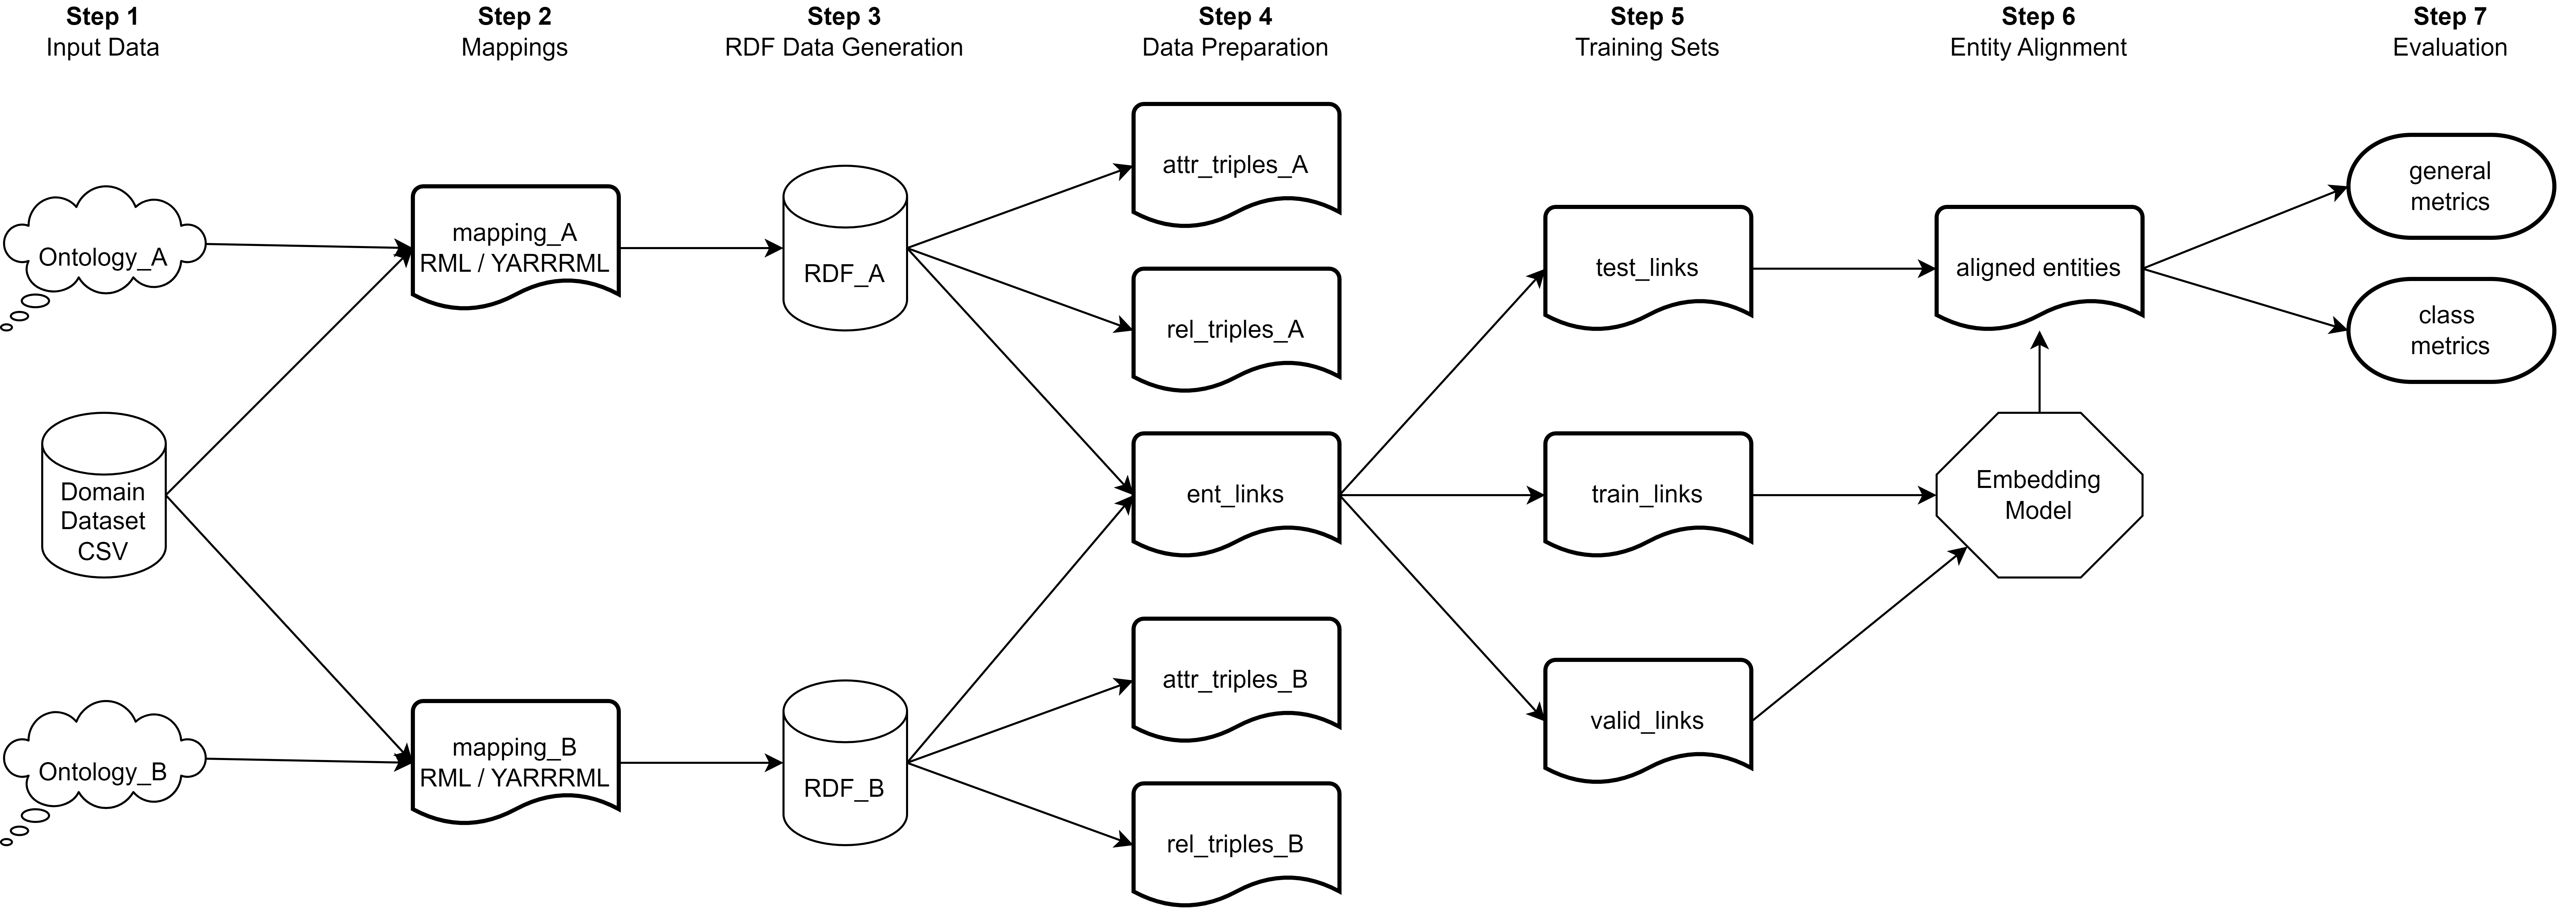 Step 1
Input Data
Step 2
Mappings
Step 3
RDF Data Generation
Step 4
Data Preparation
Step 5
Training Sets
Step 6
Entity Alignment
Step 7
Evaluation
Ontology_A
Domain
Dataset
CSV
Ontology_B
mapping_A
RML / YARRRML
mapping_B
RML / YARRRML
RDF_A
RDF_B
attr_triples_A
rel_triples_A
ent_links
attr_triples_B
rel_triples_B
test_links
train_links
valid_links
aligned entities
Embedding
Model
general
metrics
class
metrics